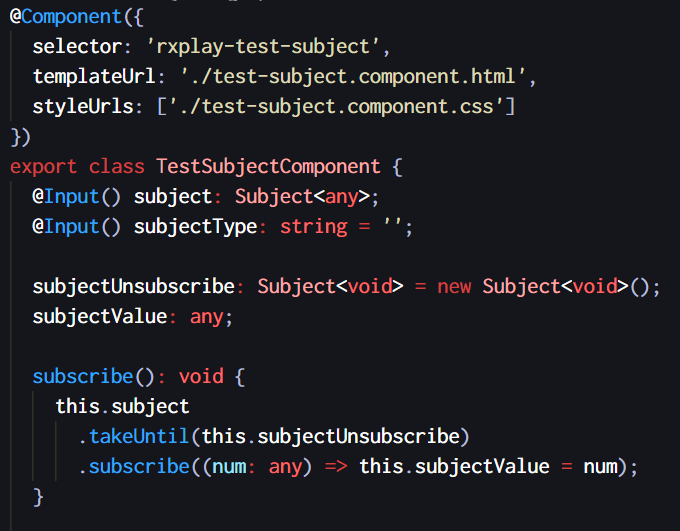 @Component({
  selector: 'rxplay-test-subject',
  templateUrl: './test-subject.component.html',
  styleUrls: ['./test-subject.component.css']
})
export class TestSubjectComponent {
  @Input() subject: Subject<any>;
  @Input() subjectType: string = '';

  subjectUnsubscribe: Subject<void> = new Subject<void>();
  subjectValue: any;

  subscribe(): void {
    this.subject
      .takeUntil(this.subjectUnsubscribe)
      .subscribe((num: any) => this.subjectValue = num);
  }